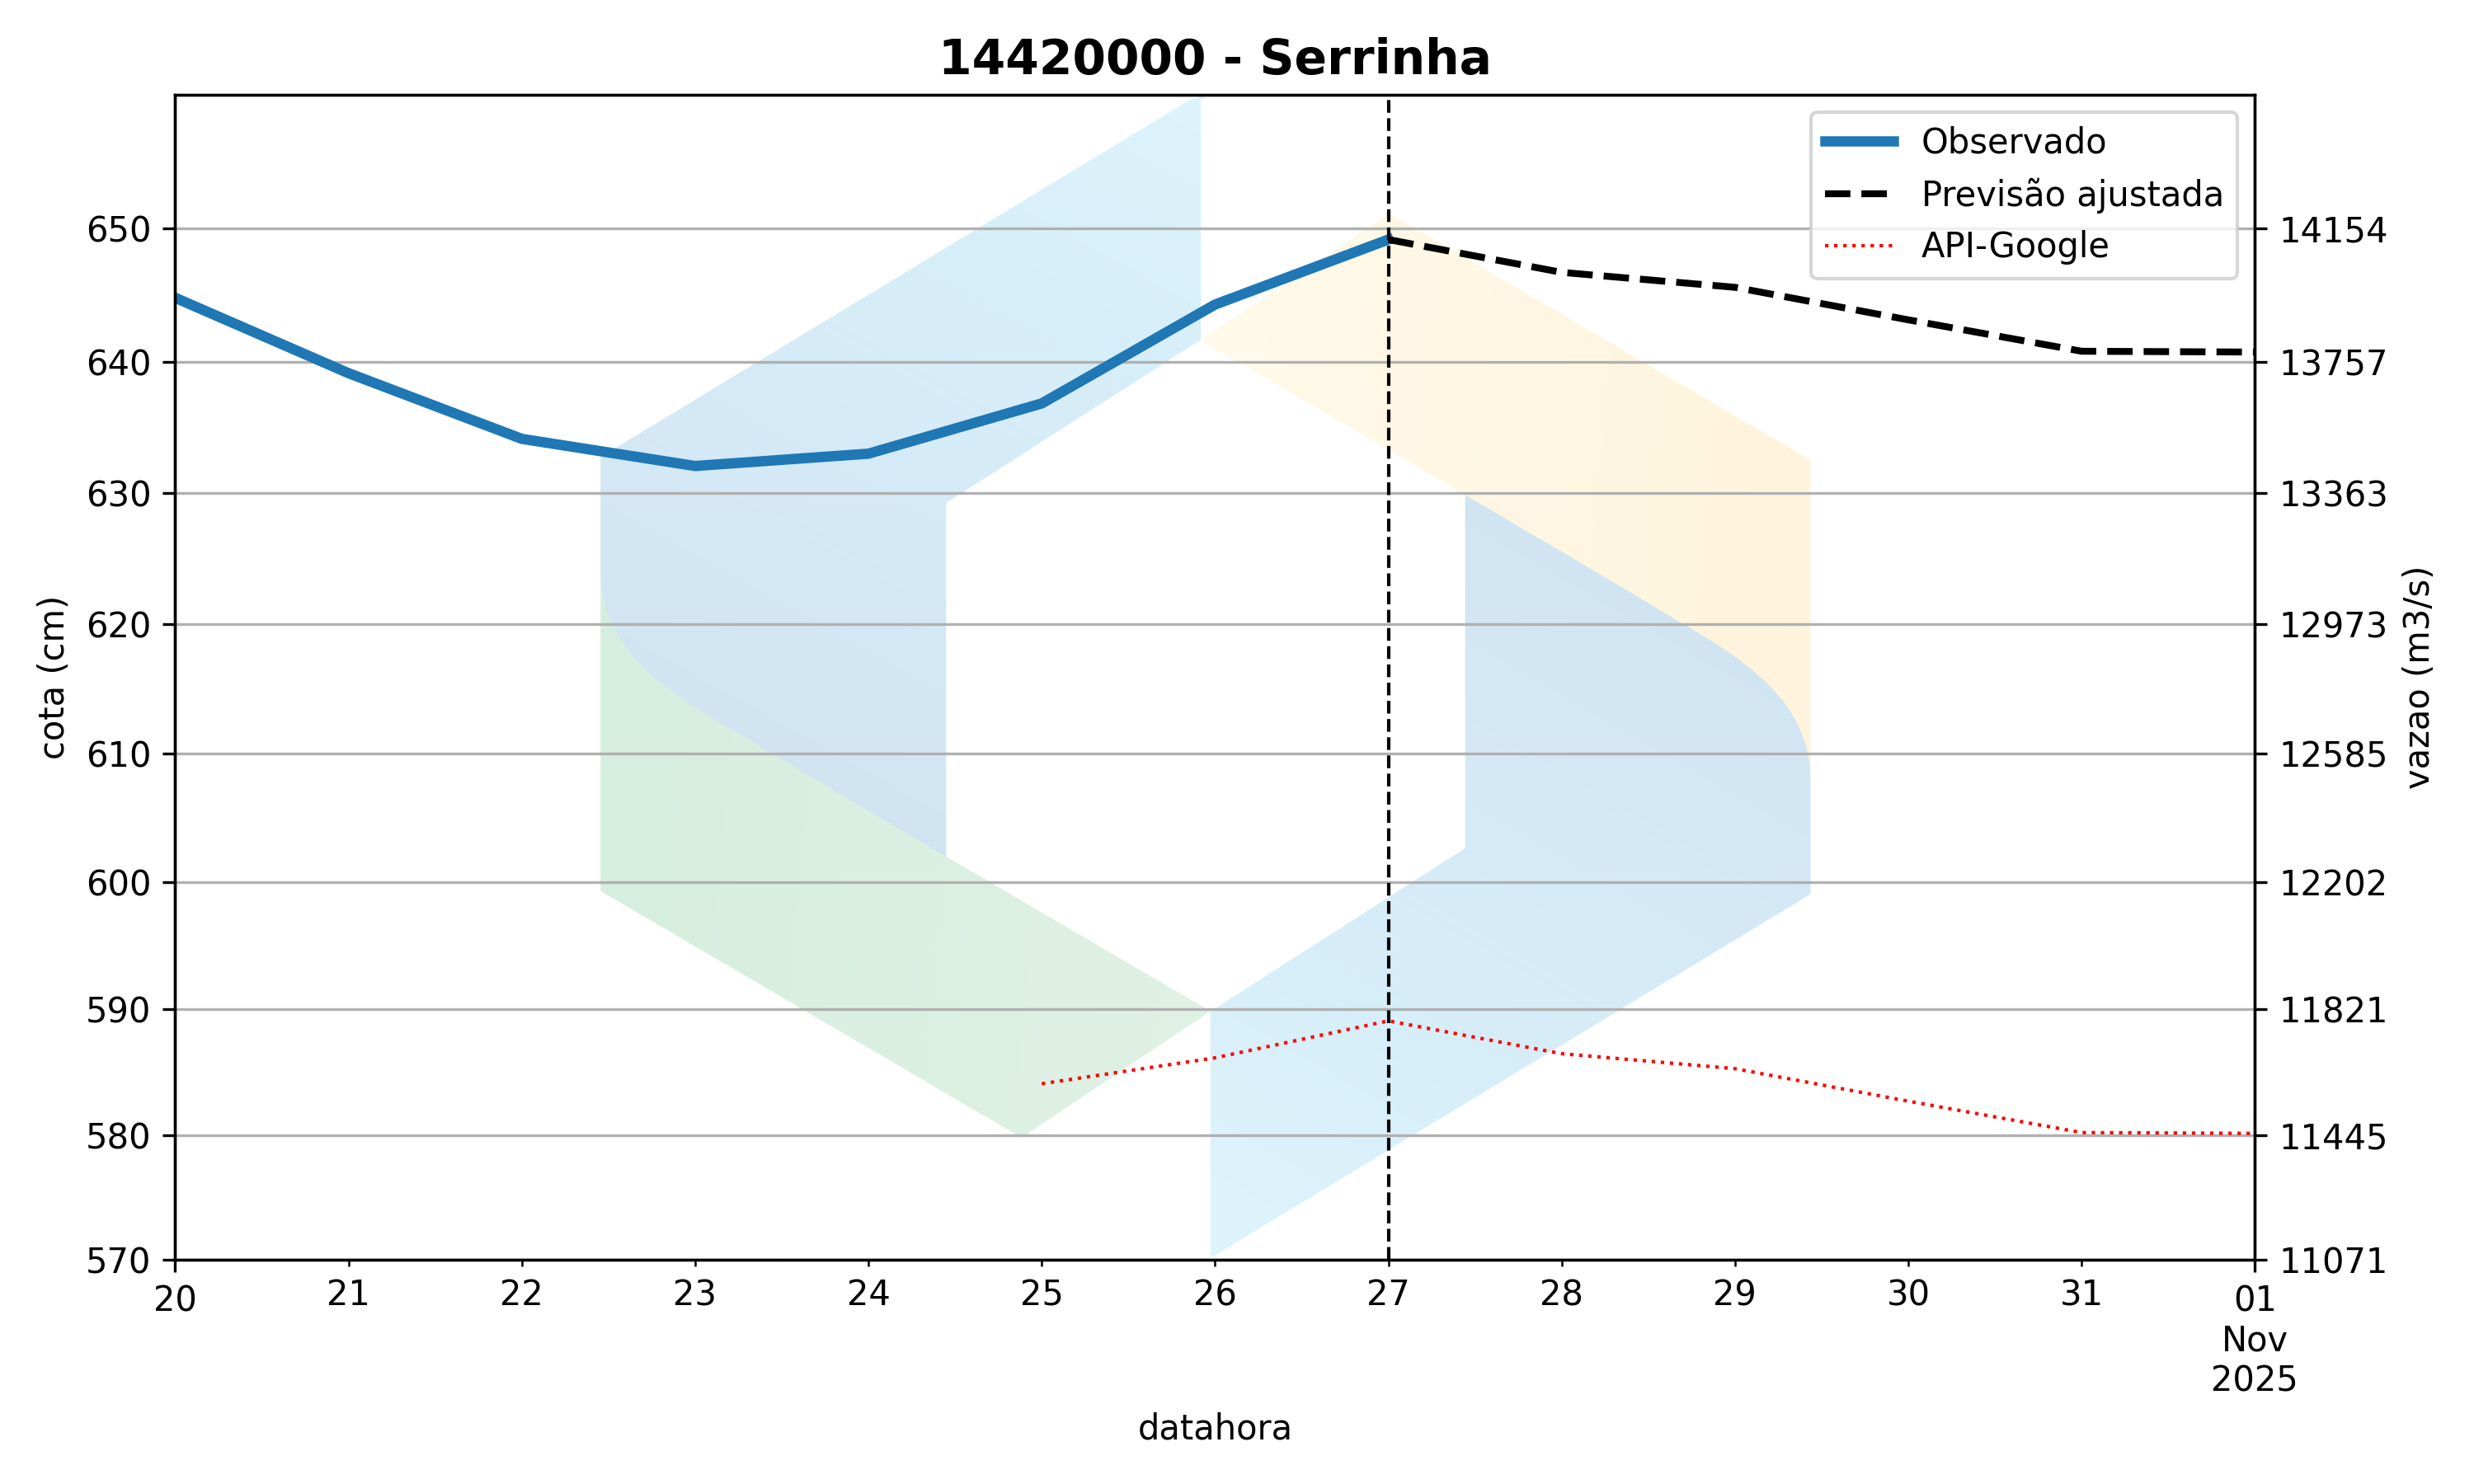 14420000 - Serrinha
Observado
Previsão ajustada
API-Google
650
640
630
620
610
600
590
580
570
cota (cm)
14154
13757
13363
12973
12585
12202
11821
11445
11071
vazao (m3/s)
20 21 22 23 24 25 26 27 28 29 30 31 01
Nov
2025
datahora